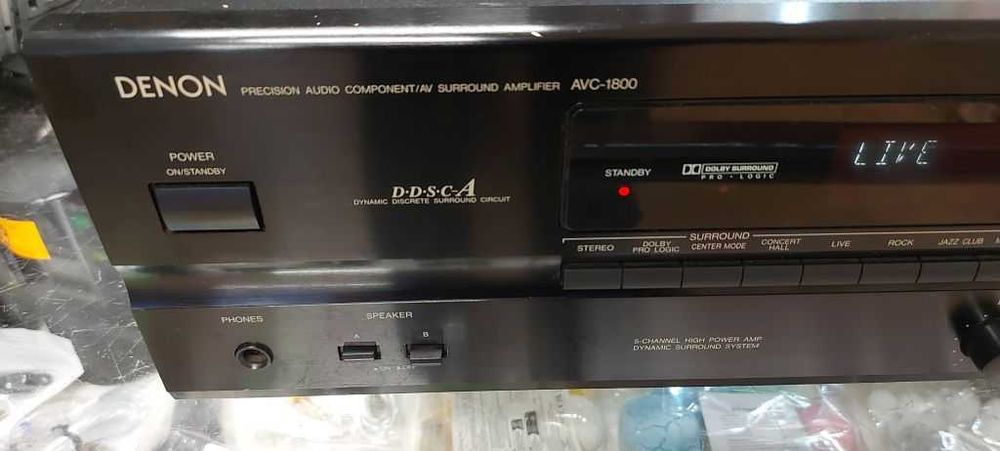 DENON PRECISION AUDIO COMPONENT/AV SURROUND AMPLIFIER AVC-1800
POWER
ON/STANDBY
D·D·S·C-A
DYNAMIC DISCRETE SURROUND CIRCUIT
STANDBY
DOLBY SURROUND
PRO·LOGIC
LIVE
SURROUND
STEREO
DOLBY
PRO LOGIC
CENTER MODE
CONCERT
HALL
LIVE
ROCK
JAZZ CLUB
PHONES
SPEAKER
A
B
5-CHANNEL HIGH POWER AMP
DYNAMIC SURROUND SYSTEM